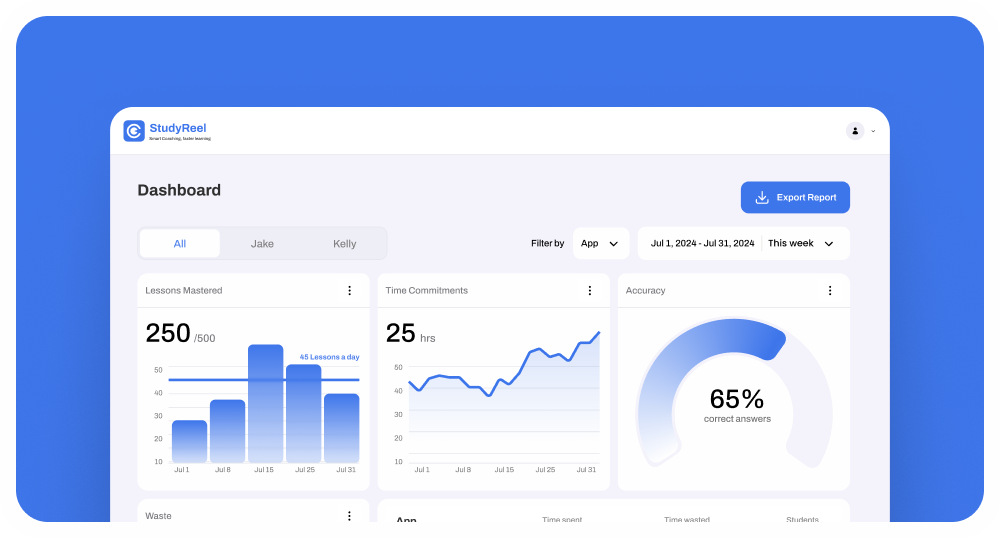 StudyReel
Smart Coaching, faster learning
Dashboard
Export Report
All Jake Kelly
Filter by App Jul 1, 2024 - Jul 31, 2024 This week
Lessons Mastered
250 /500
45 Lessons a day
50
40
30
20
10
Jul 1 Jul 8 Jul 15 Jul 25 Jul 31
Time Commitments
25 hrs
50
40
30
20
10
Jul 1 Jul 8 Jul 15 Jul 25 Jul 31
Accuracy
65%
correct answers
Waste
App Time spent Time wasted Students